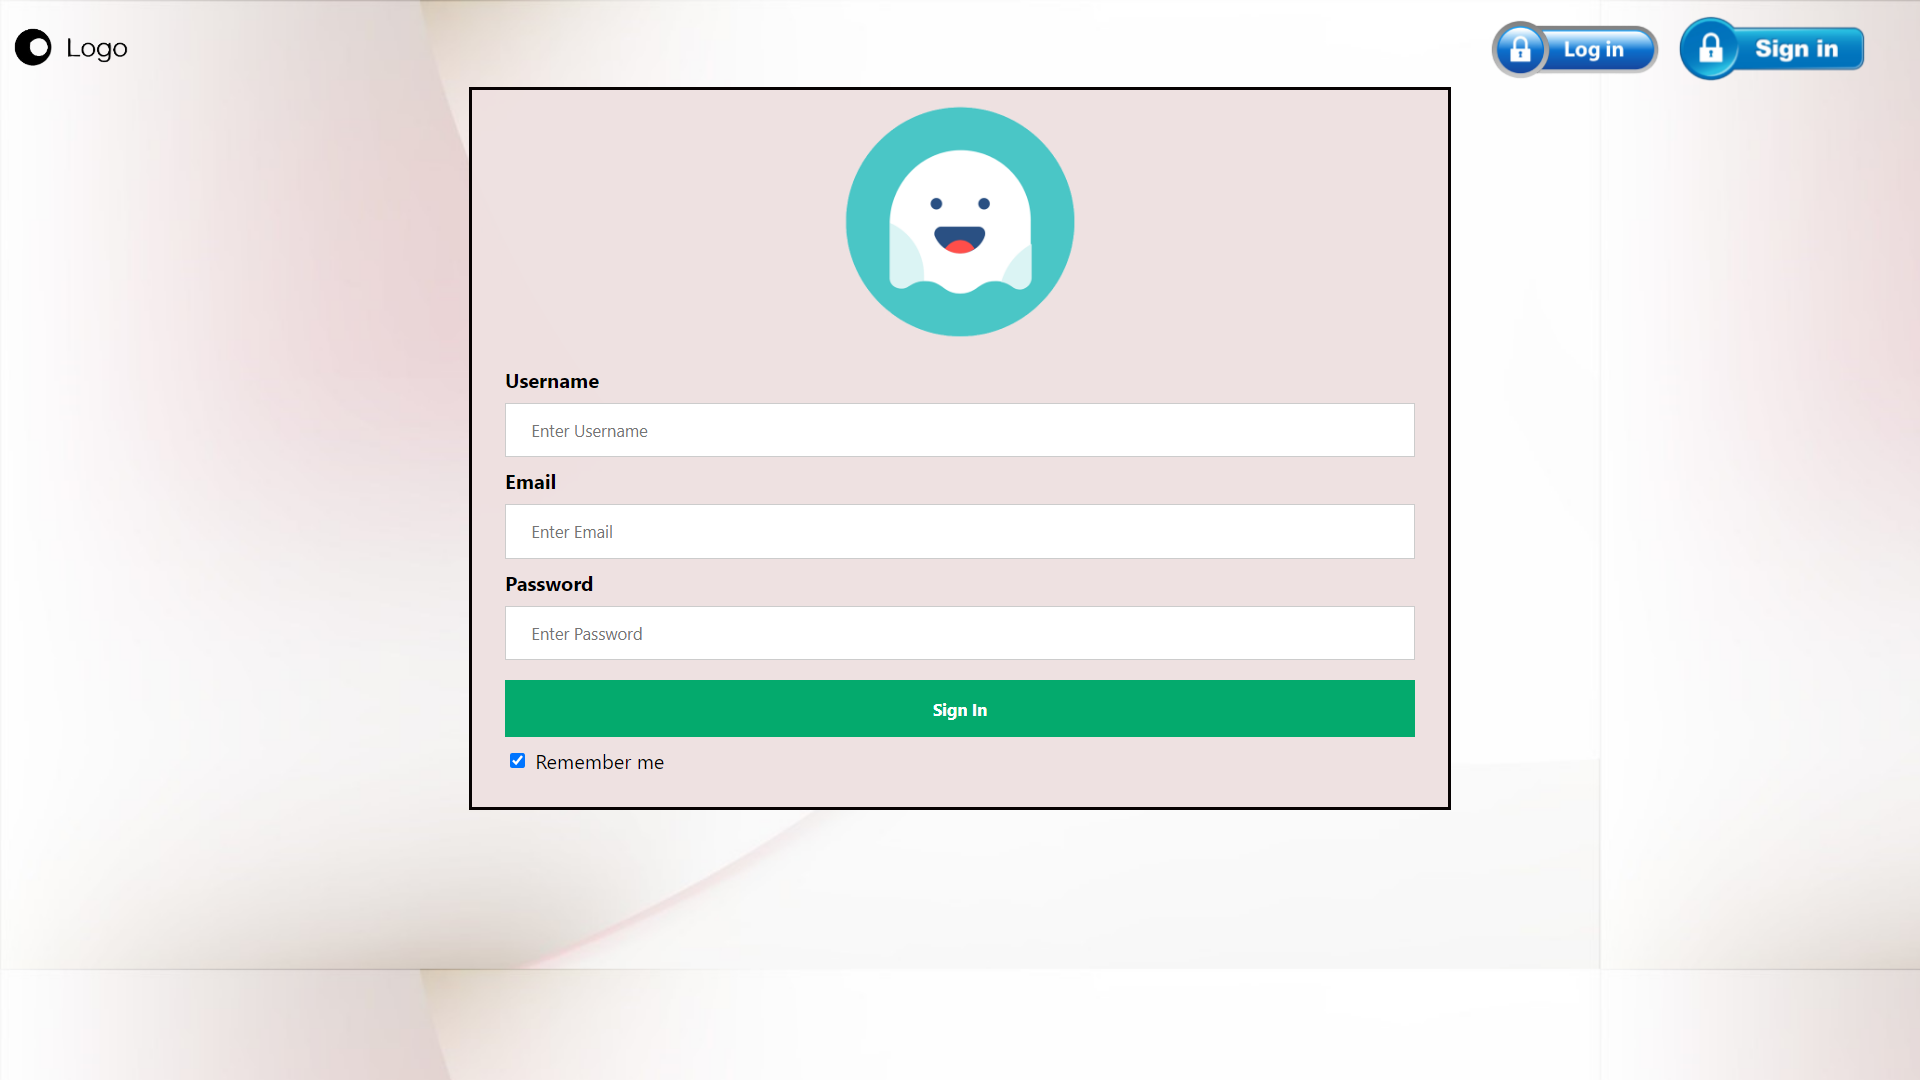 Logo
Log in
Sign in
Username
Enter Username
Email
Enter Email
Password
Enter Password
Sign In
Remember me